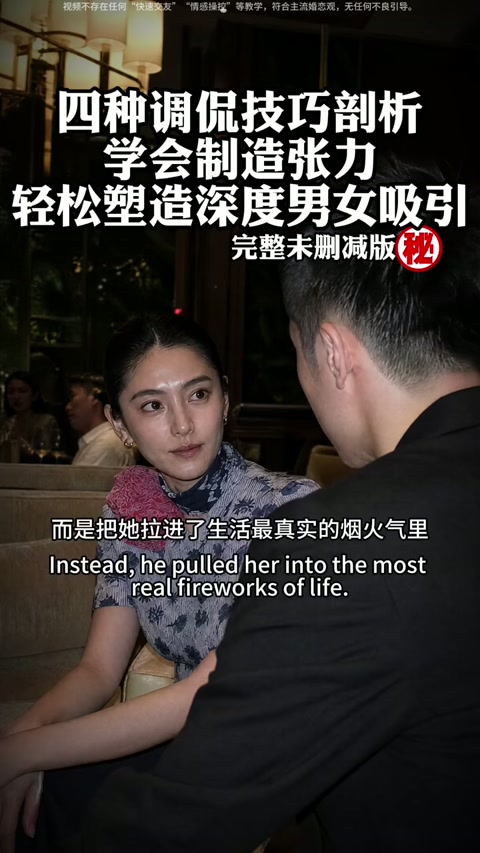 视频不存在任何“快速交友”“情感操控”等教学，符合主流婚恋观，无任何不良引导。
四种调侃技巧剖析
学会制造张力
轻松塑造深度男女吸引
完整未删减版 秘
而是把她拉进了生活最真实的烟火气里
Instead, he pulled her into the most
real fireworks of life.